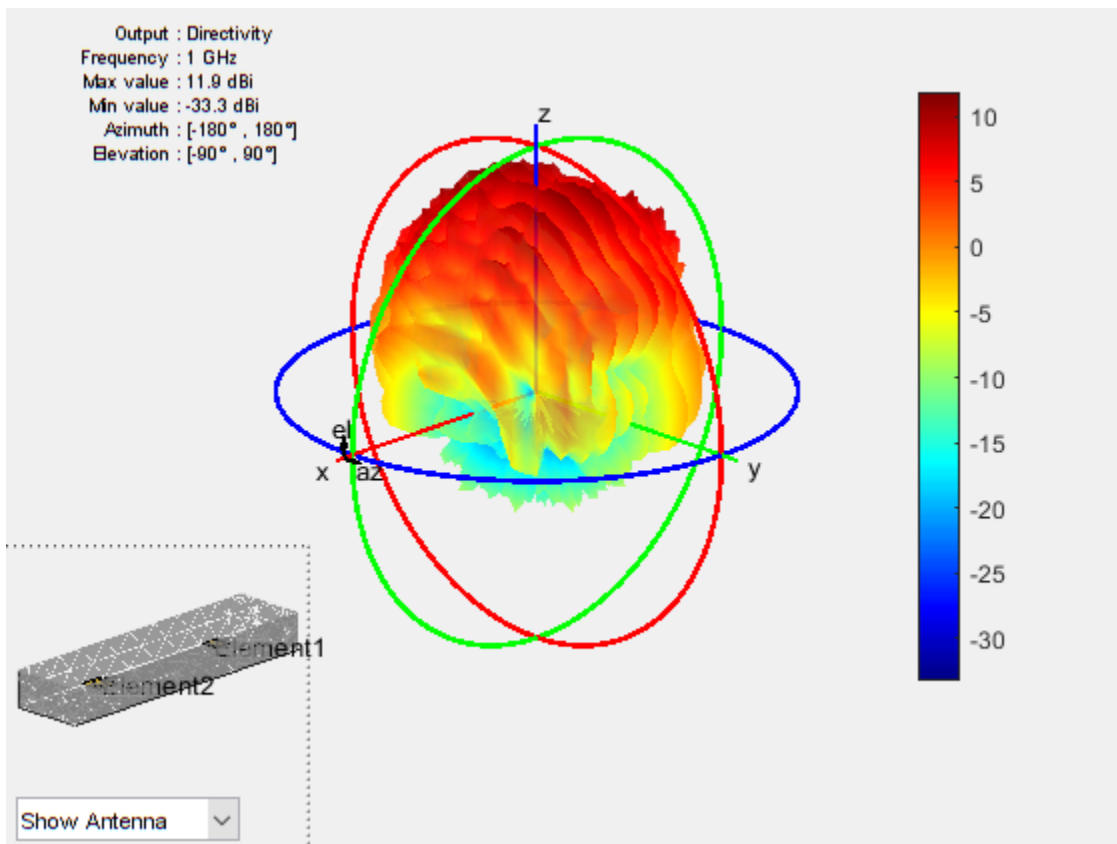 Output : Directivity
Frequency : 1 GHz
Max value : 11.9 dBi
Min value : -33.3 dBi
Azimuth : [-180° , 180°]
Elevation : [-90° , 90°]
z
10
5
0
-5
-10
-15
-20
-25
-30
el
x
az
y
Element1
Element2
Show Antenna